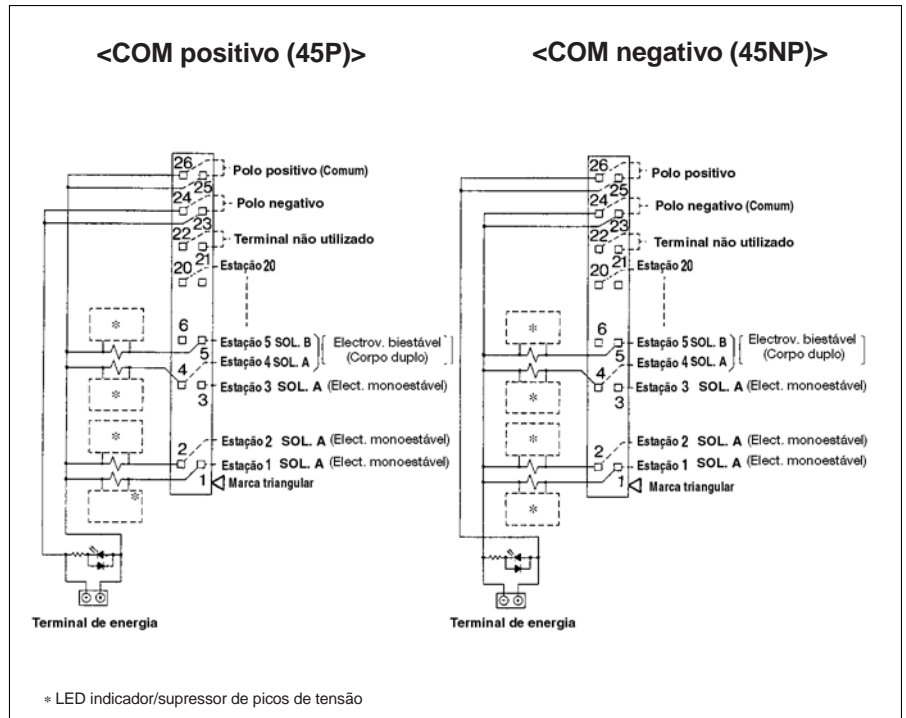 <COM positivo (45P)>
26
Polo positivo (Comum)
25
24
Polo negativo
23
22
Terminal não utilizado
21
20
Estação 20
6
Estação 5 SOL. B
5
Electrov. biestável
(Corpo duplo)
Estação 4 SOL. A
4
Estação 3 SOL. A (Elect. monoestável)
3
Estação 2 SOL. A (Elect. monoestável)
2
Estação 1 SOL. A (Elect. monoestável)
1
Marca triangular
Terminal de energia
<COM negativo (45NP)>
26
Polo positivo
25
24
Polo negativo (Comum)
23
22
Terminal não utilizado
21
20
Estação 20
6
Estação 5 SOL. B
5
Electrov. biestável
(Corpo duplo)
Estação 4 SOL. A
4
Estação 3 SOL. A (Elect. monoestável)
3
Estação 2 SOL. A (Elect. monoestável)
2
Estação 1 SOL. A (Elect. monoestável)
1
Marca triangular
Terminal de energia
* LED indicador/supressor de picos de tensão